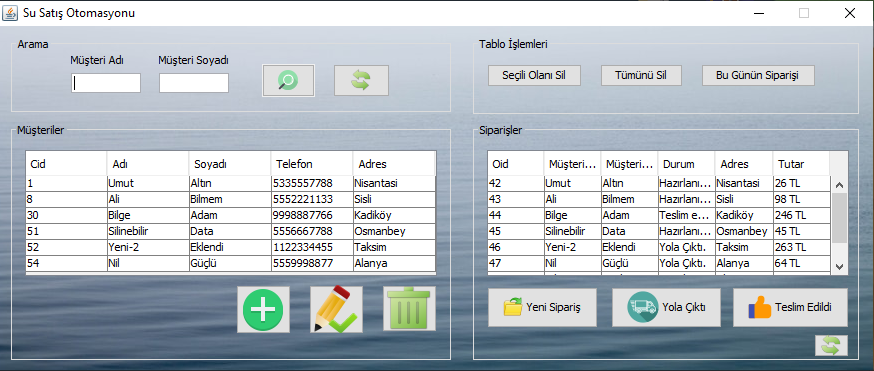 Su Satış Otomasyonu
Arama
Müşteri Adı Müşteri Soyadı
Tablo İşlemleri
Seçili Olanı Sil Tümünü Sil Bu Günün Siparişi
Müşteriler
Cid Adı Soyadı Telefon Adres
1 Umut Altın 5335557788 Nisantasi
8 Ali Bilmem 5552221133 Sisli
30 Bilge Adam 9998887766 Kadiköy
51 Silinebilir Data 5556667788 Osmanbey
52 Yeni-2 Eklendi 1122334455 Taksim
54 Nil Güçlü 5559998877 Alanya
Siparişler
Oid Müşteri... Müşteri... Durum Adres Tutar
42 Umut Altın Hazırlanı... Nisantasi 26 TL
43 Ali Bilmem Hazırlanı... Sisli 98 TL
44 Bilge Adam Teslim e... Kadiköy 246 TL
45 Silinebilir Data Hazırlanı... Osmanbey 45 TL
46 Yeni-2 Eklendi Yola Çıktı. Taksim 263 TL
47 Nil Güçlü Yola Çıktı. Alanya 64 TL
Yeni Sipariş Yola Çıktı Teslim Edildi